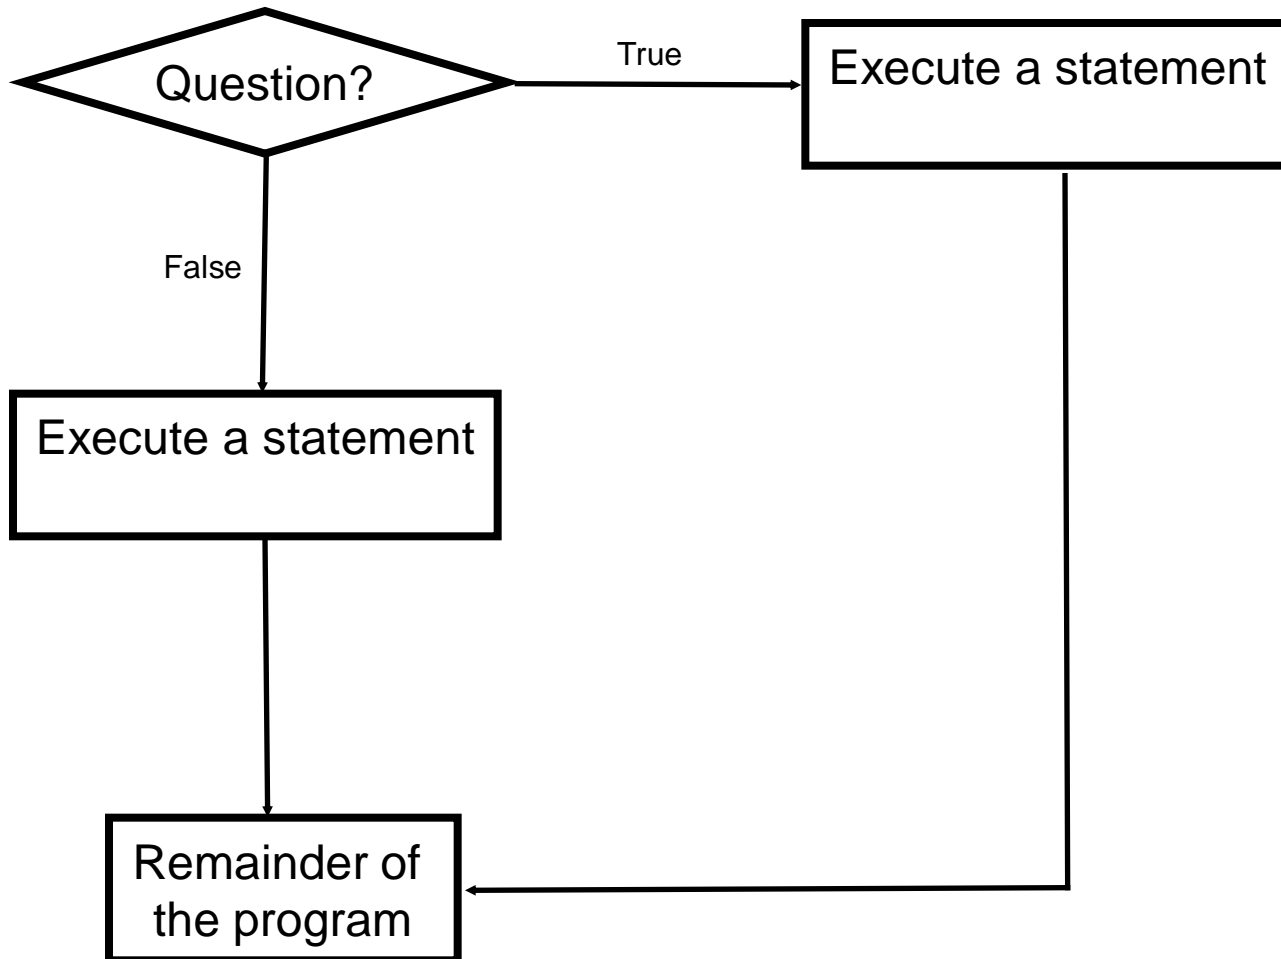 Question?
True
Execute a statement
False
Execute a statement
Remainder of
the program